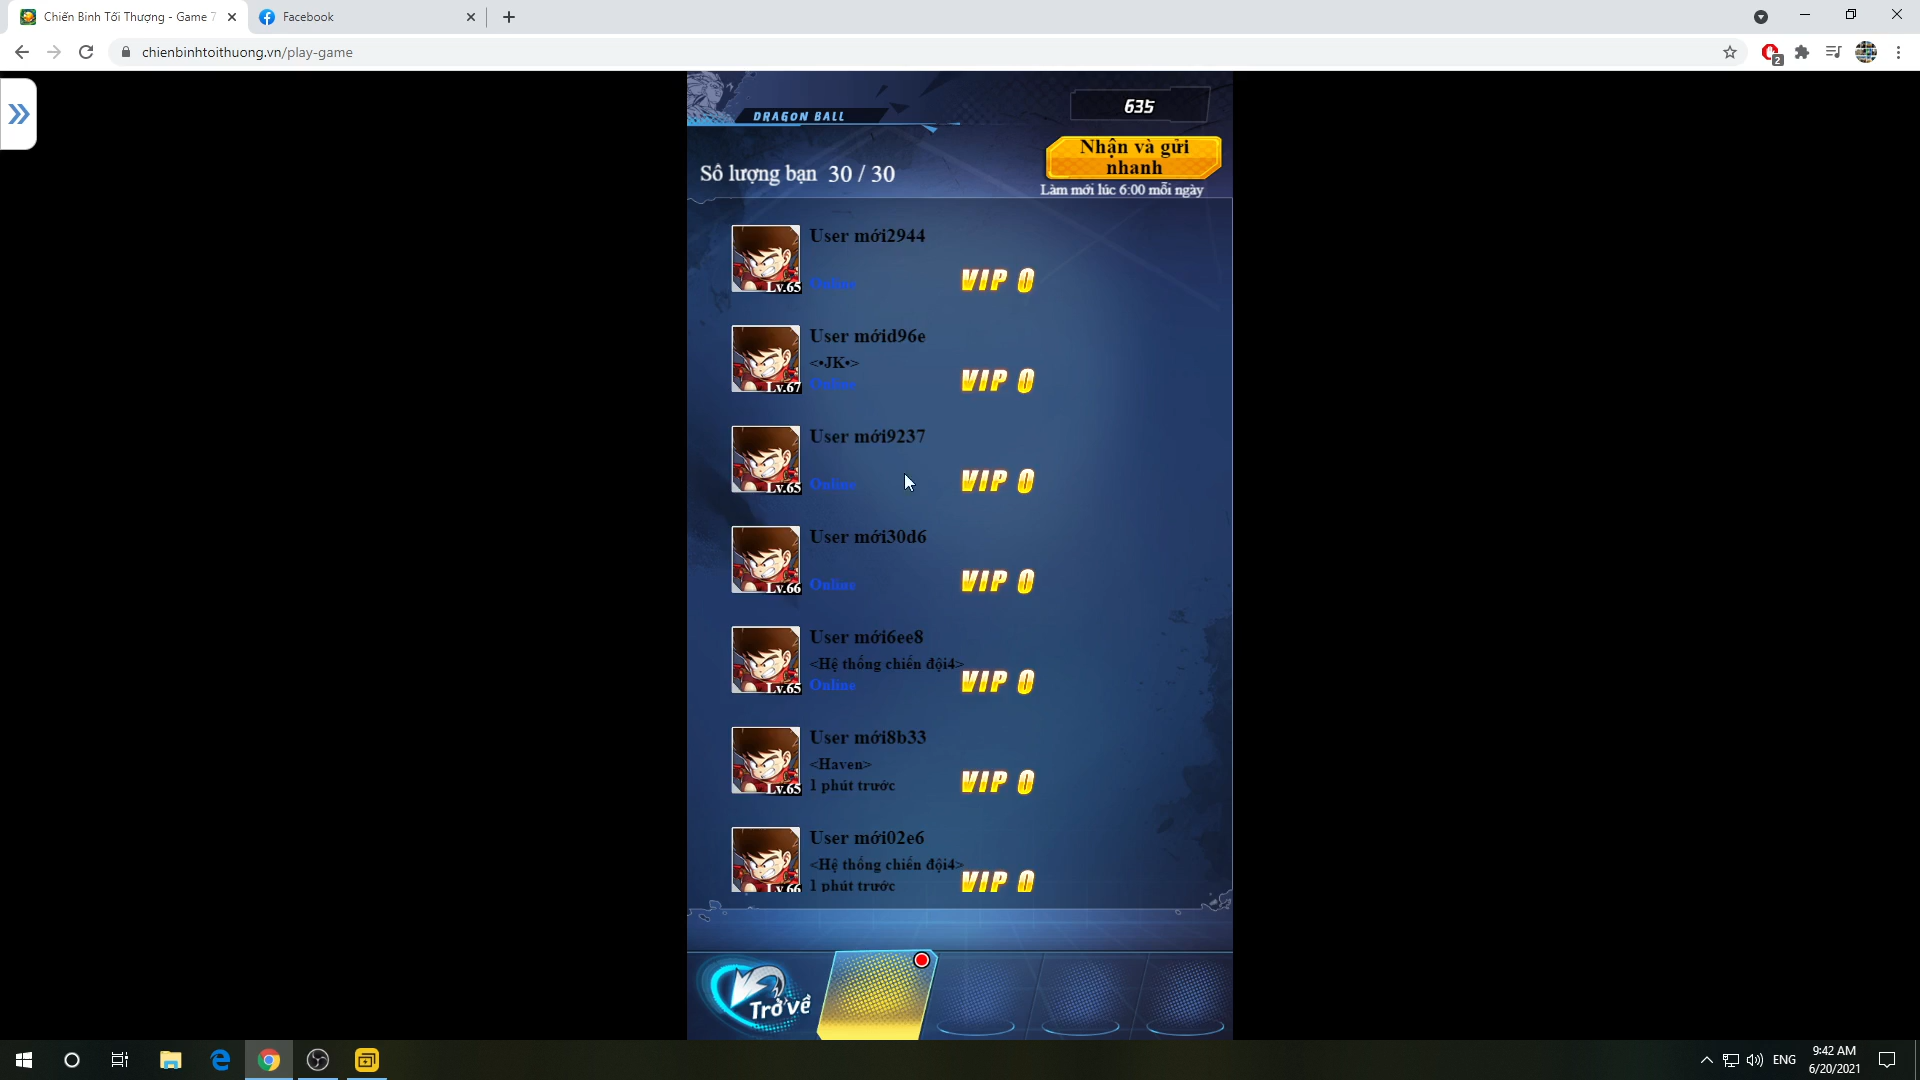 Chiến Binh Tối Thượng - Game 7
Facebook
chienbinhtoithuong.vn/play-game
2
DRAGON BALL
635
Nhận và gửi
nhanh
Số lượng bạn 30 / 30
Làm mới lúc 6:00 mỗi ngày
User mới2944
Lv.65
Online
VIP 0
User mớid96e
<•JK•>
Lv.67
Online
VIP 0
User mới9237
Lv.65
Online
VIP 0
User mới30d6
Lv.66
Online
VIP 0
User mới6ee8
<Hệ thống chiến đội4>
Lv.65
Online
VIP 0
User mới8b33
<Haven>
Lv.65
1 phút trước
VIP 0
User mới02e6
<Hệ thống chiến đội4>
Lv.66
1 phút trước
VIP 0
Trở về
ENG
9:42 AM
6/20/2021